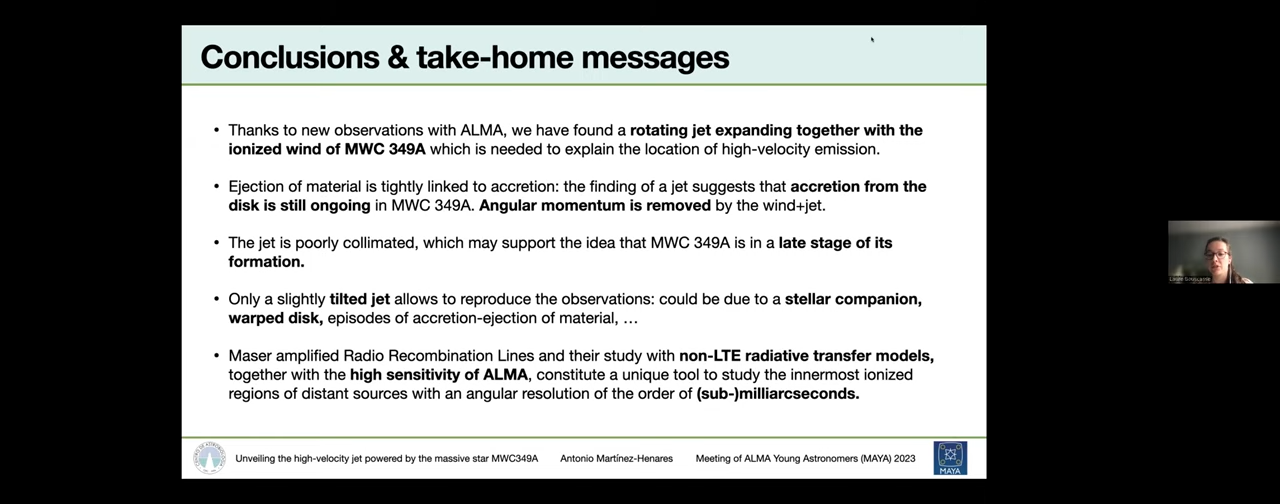 Conclusions & take-home messages
• Thanks to new observations with ALMA, we have found a rotating jet expanding together with the
ionized wind of MWC 349A which is needed to explain the location of high-velocity emission.
• Ejection of material is tightly linked to accretion: the finding of a jet suggests that accretion from the
disk is still ongoing in MWC 349A. Angular momentum is removed by the wind+jet.
• The jet is poorly collimated, which may support the idea that MWC 349A is in a late stage of its
formation.
• Only a slightly tilted jet allows to reproduce the observations: could be due to a stellar companion,
warped disk, episodes of accretion-ejection of material, …
• Maser amplified Radio Recombination Lines and their study with non-LTE radiative transfer models,
together with the high sensitivity of ALMA, constitute a unique tool to study the innermost ionized
regions of distant sources with an angular resolution of the order of (sub-)milliarcseconds.
Unveiling the high-velocity jet powered by the massive star MWC349A Antonio Martínez-Henares Meeting of ALMA Young Astronomers (MAYA) 2023
MAYA